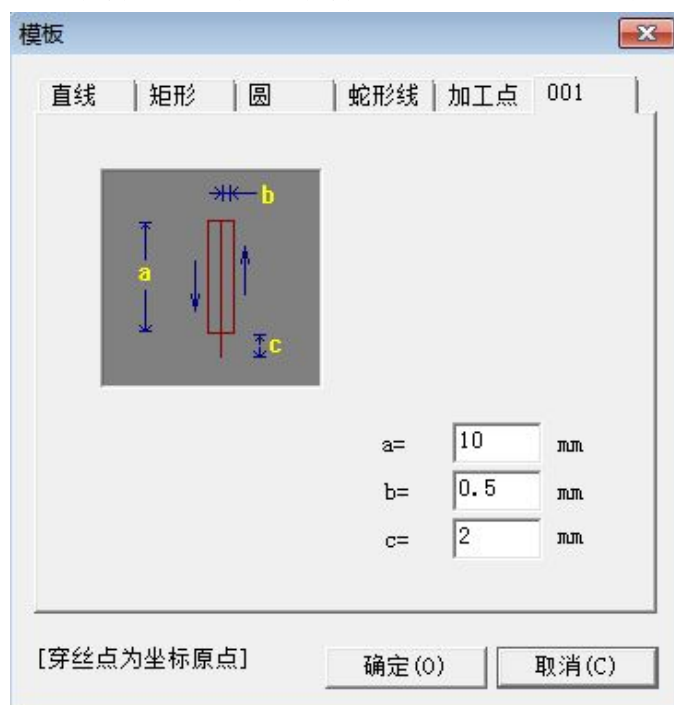 模板
直线 矩形 圆 蛇形线 加工点 001
b
a
c
a= 10 mm
b= 0.5 mm
c= 2 mm
[穿丝点为坐标原点] 确定(O) 取消(C)